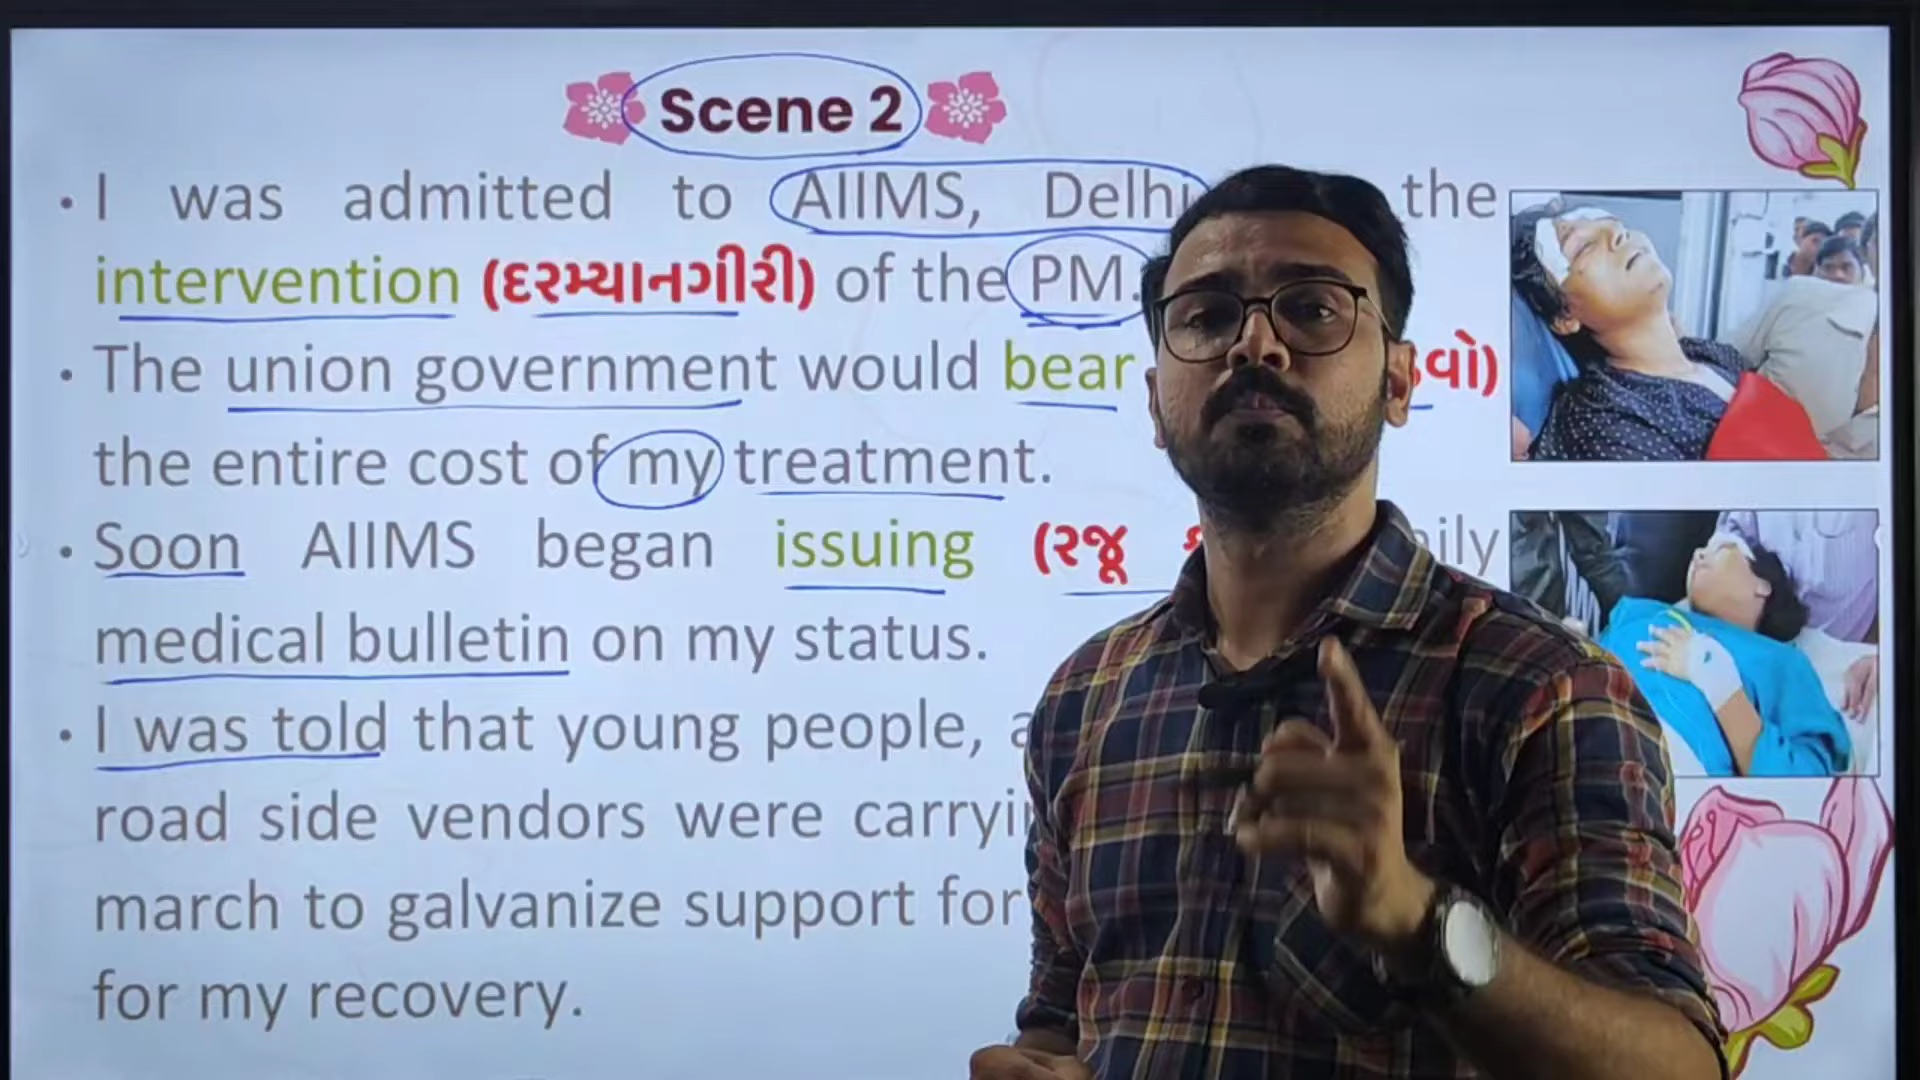 Scene 2
• I was admitted to AIIMS, Delhi the
intervention (દરમ્યાનગીરી) of the PM.
• The union government would bear
the entire cost of my treatment.
• Soon AIIMS began issuing (રજૂ
medical bulletin on my status.
• I was told that young people,
road side vendors were
march to galvanize support for
for my recovery.